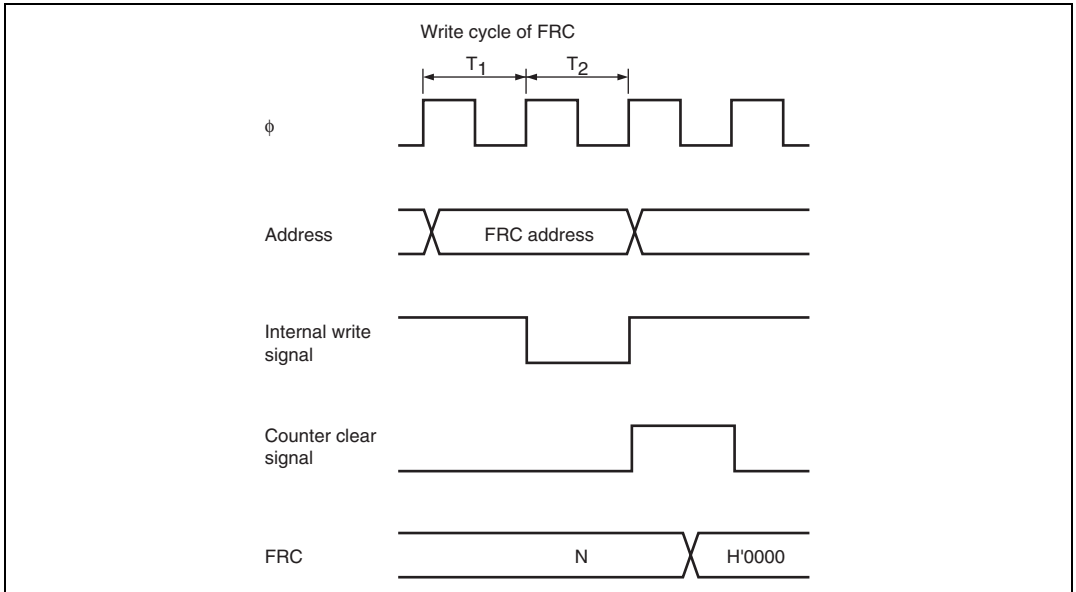 Write cycle of FRC
T1 T2
ϕ
Address
FRC address
Internal write
signal
Counter clear
signal
FRC
N
H'0000